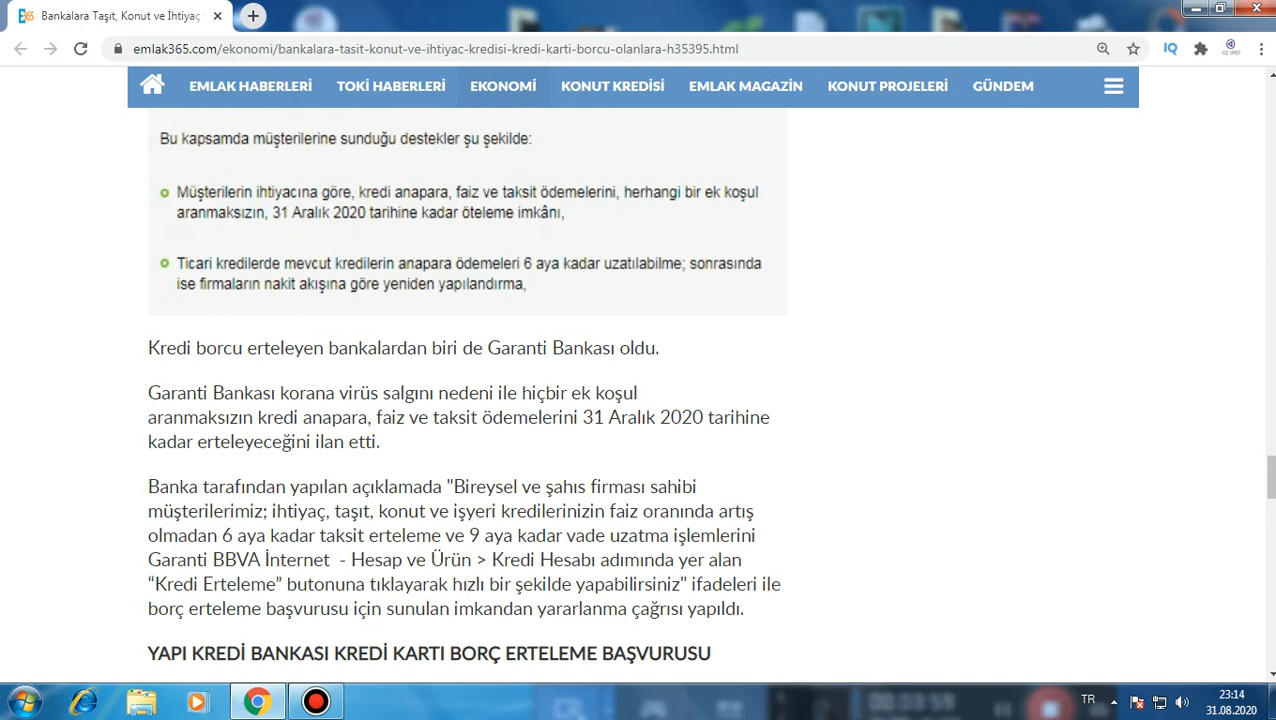 Bankalara Taşıt, Konut ve İhtiyaç
emlak365.com/ekonomi/bankalara-tasit-konut-ve-ihtiyac-kredisi-kredi-karti-borcu-olanlara-h35395.html
IQ
EMLAK HABERLERİ TOKİ HABERLERİ EKONOMİ KONUT KREDİSİ EMLAK MAGAZİN KONUT PROJELERİ GÜNDEM
Bu kapsamda müşterilerine sunduğu destekler şu şekilde:
Müşterilerin ihtiyacına göre, kredi anapara, faiz ve taksit ödemelerini, herhangi bir ek koşul
aranmaksızın, 31 Aralık 2020 tarihine kadar öteleme imkânı,
Ticari kredilerde mevcut kredilerin anapara ödemeleri 6 aya kadar uzatılabilme; sonrasında
ise firmaların nakit akışına göre yeniden yapılandırma,
Kredi borcu erteleyen bankalardan biri de Garanti Bankası oldu.
Garanti Bankası korana virüs salgını nedeni ile hiçbir ek koşul
aranmaksızın kredi anapara, faiz ve taksit ödemelerini 31 Aralık 2020 tarihine
kadar erteleyeceğini ilan etti.
Banka tarafından yapılan açıklamada "Bireysel ve şahıs firması sahibi
müşterilerimiz; ihtiyaç, taşıt, konut ve işyeri kredilerinizin faiz oranında artış
olmadan 6 aya kadar taksit erteleme ve 9 aya kadar vade uzatma işlemlerini
Garanti BBVA İnternet - Hesap ve Ürün > Kredi Hesabı adımında yer alan
“Kredi Erteleme” butonuna tıklayarak hızlı bir şekilde yapabilirsiniz" ifadeleri ile
borç erteleme başvurusu için sunulan imkandan yararlanma çağrısı yapıldı.
YAPI KREDİ BANKASI KREDİ KARTI BORÇ ERTELEME BAŞVURUSU
00:03:59
TR
23:14
31.08.2020